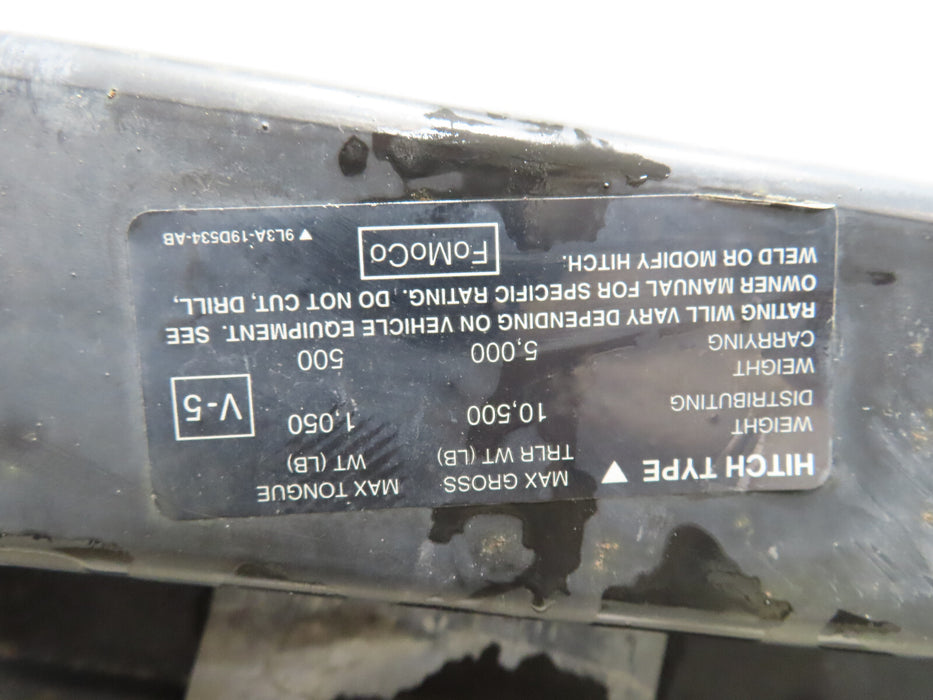 HITCH TYPE ▼ MAX GROSS TRLR WT (LB) MAX TONGUE WT (LB)
WEIGHT DISTRIBUTING 10,500 1,050
WEIGHT CARRYING 5,000 500
V-5
RATING WILL VARY DEPENDING ON VEHICLE EQUIPMENT. SEE
OWNER MANUAL FOR SPECIFIC RATING. DO NOT CUT, DRILL,
WELD OR MODIFY HITCH.
FoMoCo
▼ 9L3A-19D534-AB